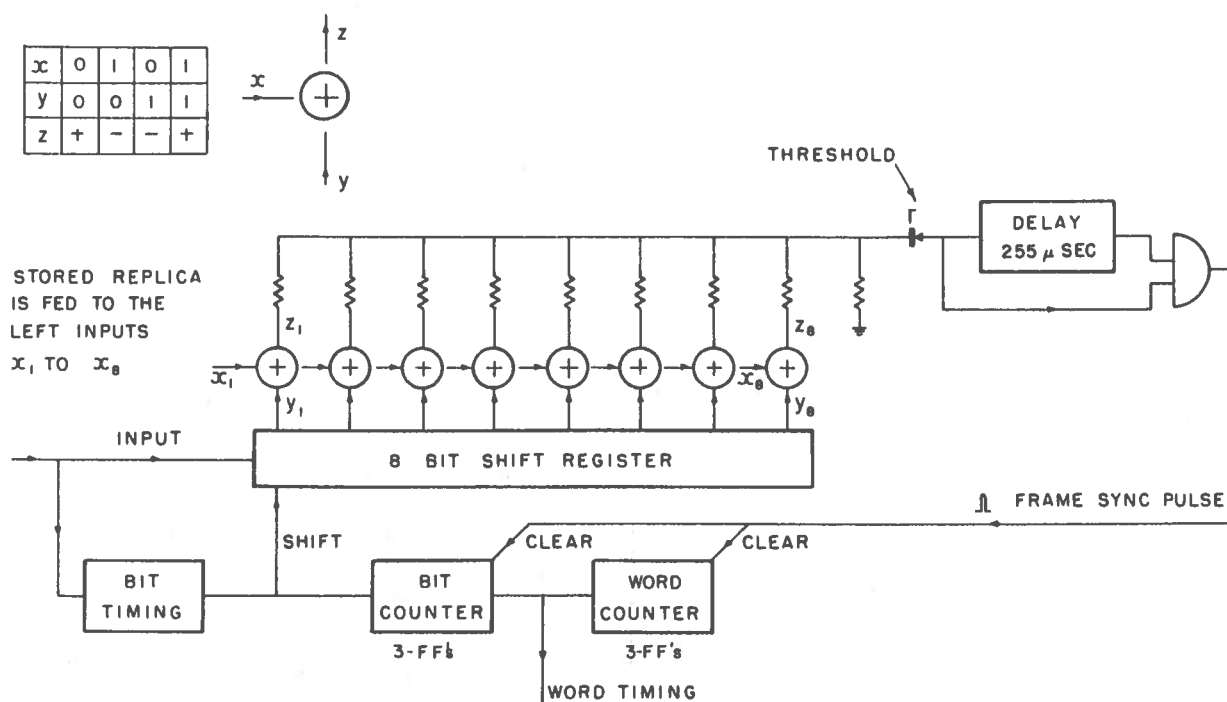 x 0 1 0 1
y 0 0 1 1
z + - - +
z
x
+
y
THRESHOLD
Γ
DELAY
255 μ SEC
STORED REPLICA
IS FED TO THE
LEFT INPUTS
x₁ TO x₈
z₁
z₈
x₁ + + + + + + + x₈ +
y₁
y₈
INPUT
8 BIT SHIFT REGISTER
FRAME SYNC PULSE
SHIFT
CLEAR
CLEAR
BIT
TIMING
BIT
COUNTER
WORD
COUNTER
3-FF's
3-FF's
WORD TIMING